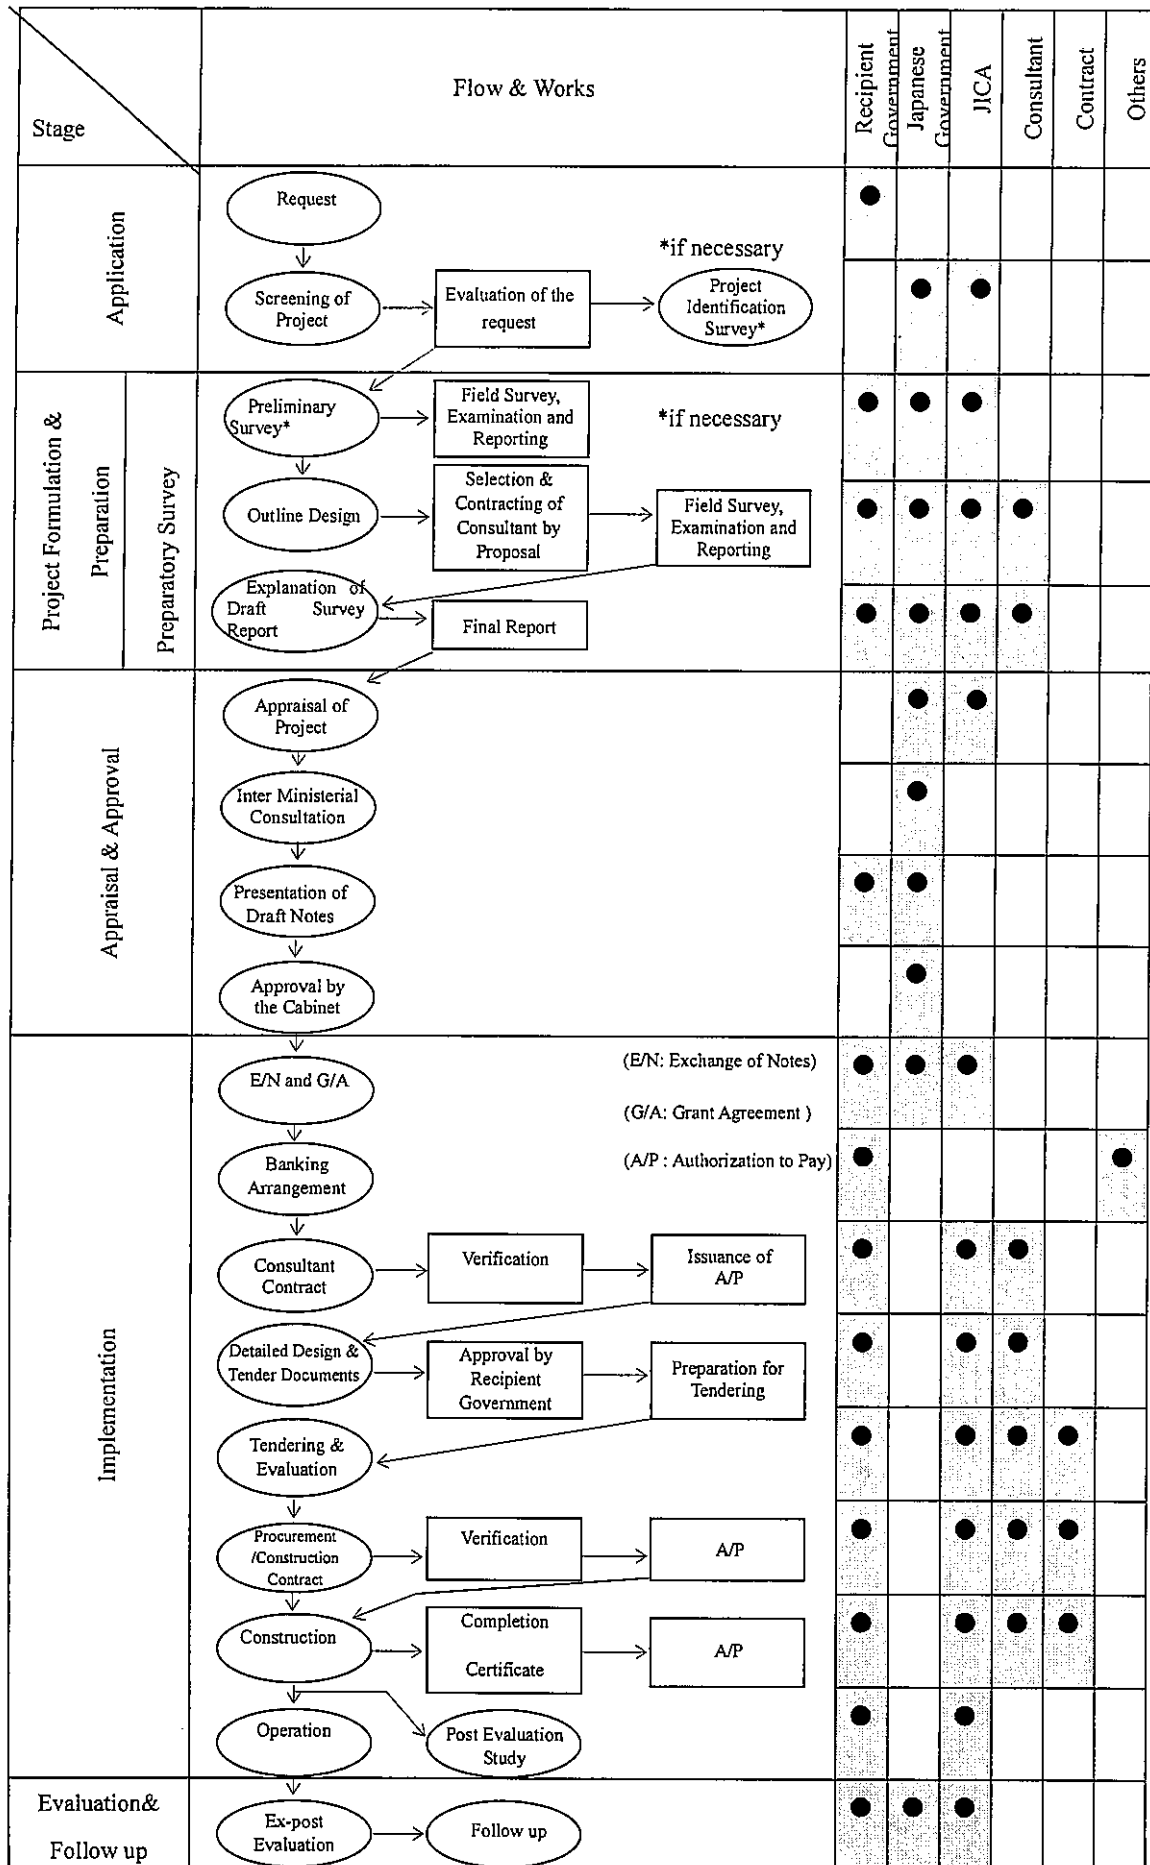 Stage
Flow & Works
Recipient
Government
Japanese
Government
JICA
Consultant
Contract
Others
Application
Request
*if necessary
Screening of
Project
Evaluation of the
request
Project
Identification
Survey*
Project Formulation &
Preparation
Preparatory Survey
Preliminary
Survey*
Field Survey,
Examination and
Reporting
*if necessary
Outline Design
Selection &
Contracting of
Consultant by
Proposal
Field Survey,
Examination and
Reporting
Explanation of
Draft Survey
Report
Final Report
Appraisal & Approval
Appraisal of
Project
Inter Ministerial
Consultation
Presentation of
Draft Notes
Approval by
the Cabinet
Implementation
E/N and G/A
(E/N: Exchange of Notes)
(G/A: Grant Agreement )
(A/P : Authorization to Pay)
Banking
Arrangement
Consultant
Contract
Verification
Issuance of
A/P
Detailed Design &
Tender Documents
Approval by
Recipient
Government
Preparation for
Tendering
Tendering &
Evaluation
Procurement
/Construction
Contract
Verification
A/P
Construction
Completion
Certificate
A/P
Operation
Post Evaluation
Study
Evaluation&
Follow up
Ex-post
Evaluation
Follow up